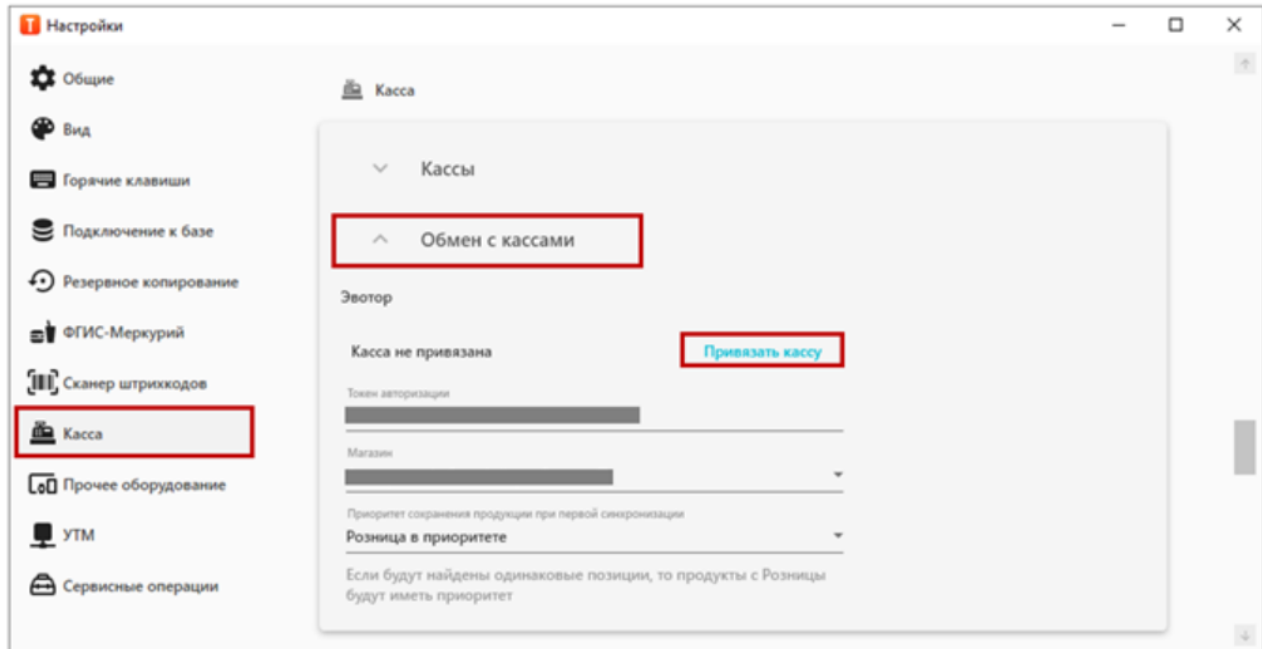 Настройки
Общие
Вид
Горячие клавиши
Подключение к базе
Резервное копирование
ФГИС-Меркурий
Сканер штрихкодов
Касса
Прочее оборудование
УТМ
Сервисные операции
Касса
Кассы
Обмен с кассами
Эвотор
Касса не привязана
Привязать кассу
Токен авторизации
Магазин
Приоритет сохранения продукции при первой синхронизации
Розница в приоритете
Если будут найдены одинаковые позиции, то продукты с Розницы
будут иметь приоритет